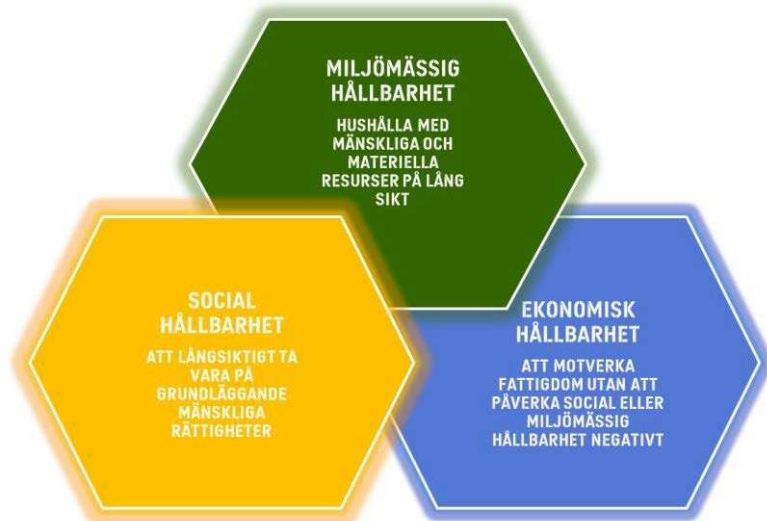 MILJÖMÄSSIG
HÅLLBARHET
HUSHÅLLA MED
MÄNSKLIGA OCH
MATERIELLA
RESURSER PÅ LÅNG
SIKT
SOCIAL
HÅLLBARHET
ATT LÅNGSIKTIGT TA
VARA PÅ
GRUNDLÄGGANDE
MÄNSKLIGA
RÄTTIGHETER
EKONOMISK
HÅLLBARHET
ATT MOTVERKA
FATTIGDOM UTAN ATT
PÅVERKA SOCIAL ELLER
MILJÖMÄSSIG
HÅLLBARHET NEGATIVT